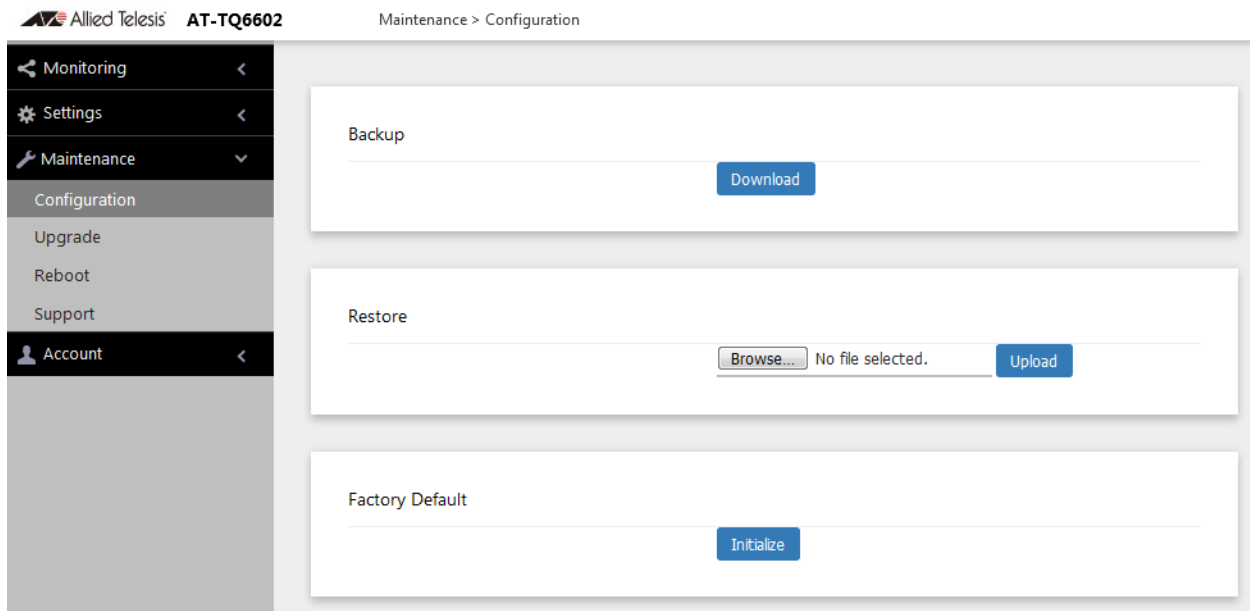 Allied Telesis AT-TQ6602 Maintenance > Configuration
Monitoring
Settings
Maintenance
Configuration
Upgrade
Reboot
Support
Account
Backup
Download
Restore
Browse... No file selected. Upload
Factory Default
Initialize